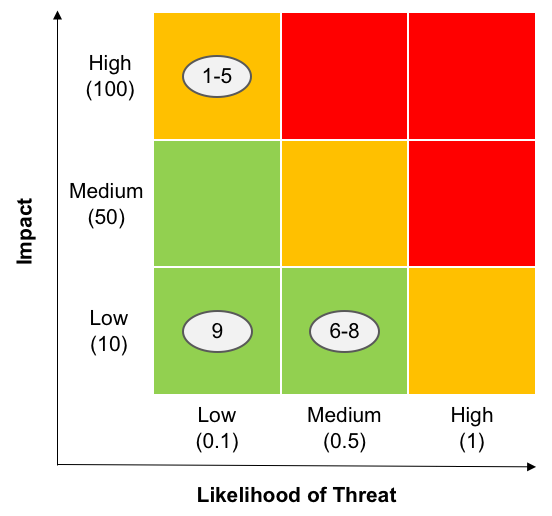 High
(100)
1-5
Medium
(50)
Impact
Low
(10)
9
6-8
Low
(0.1)
Medium
(0.5)
High
(1)
Likelihood of Threat